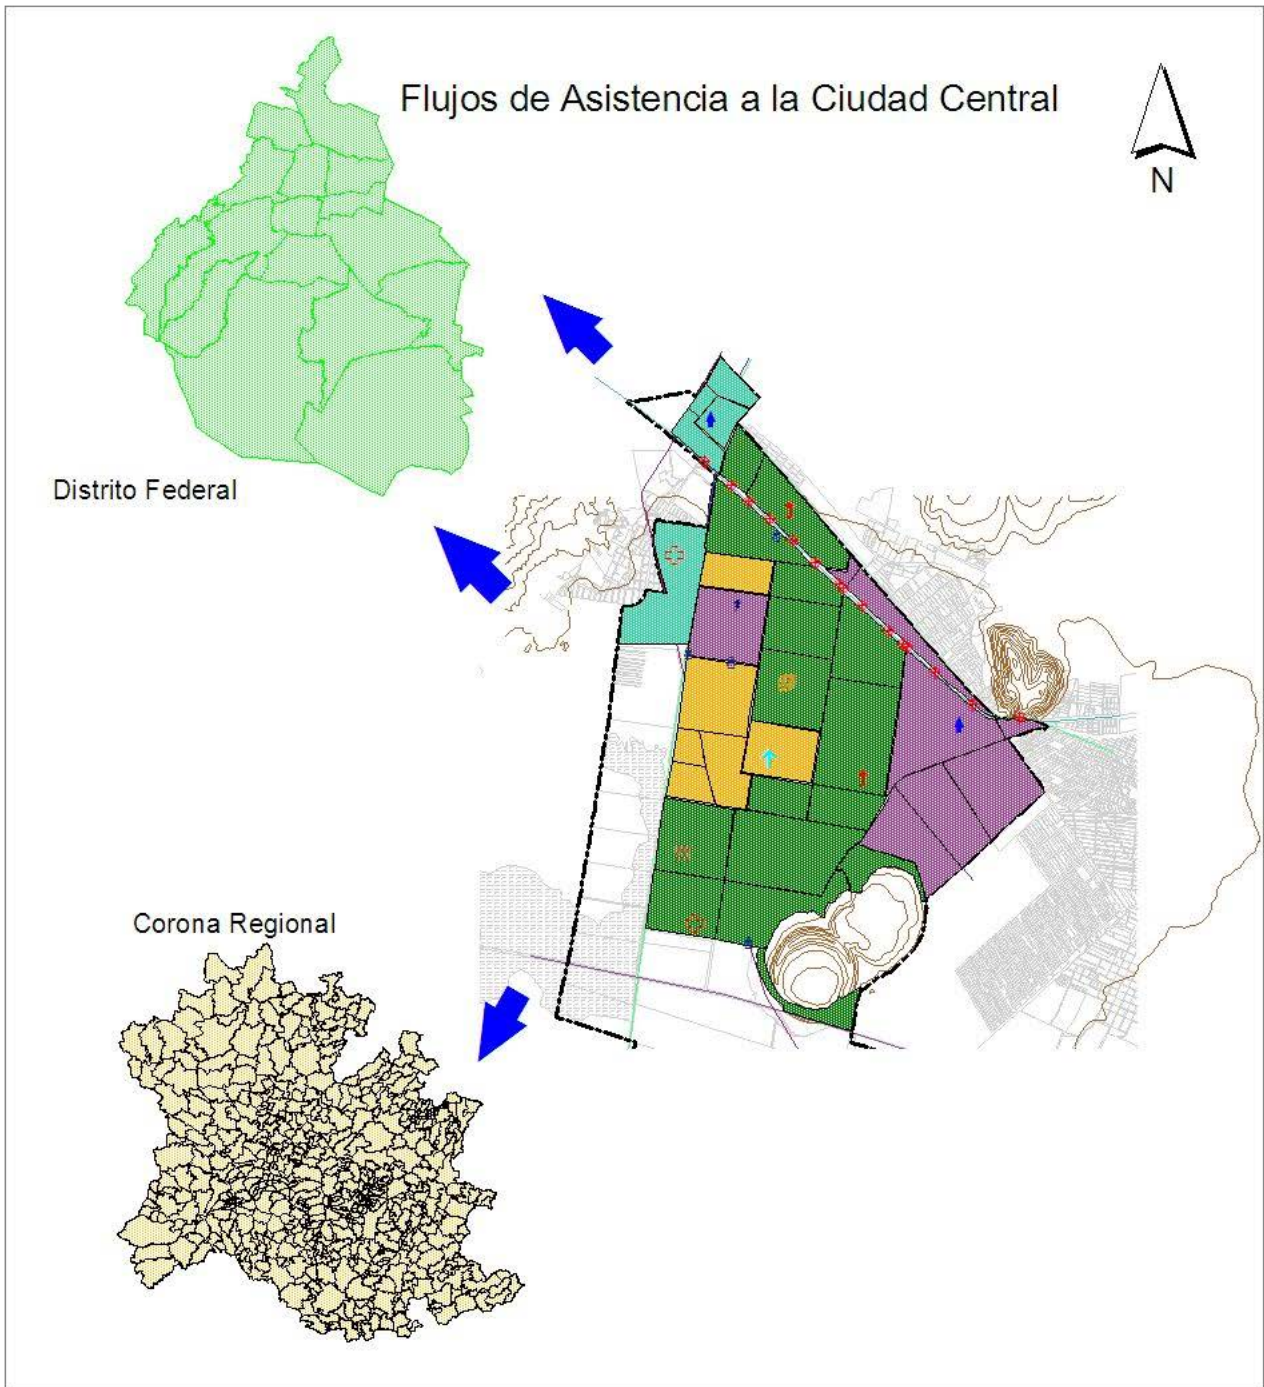 Flujos de Asistencia a la Ciudad Central
N
Distrito Federal
Corona Regional